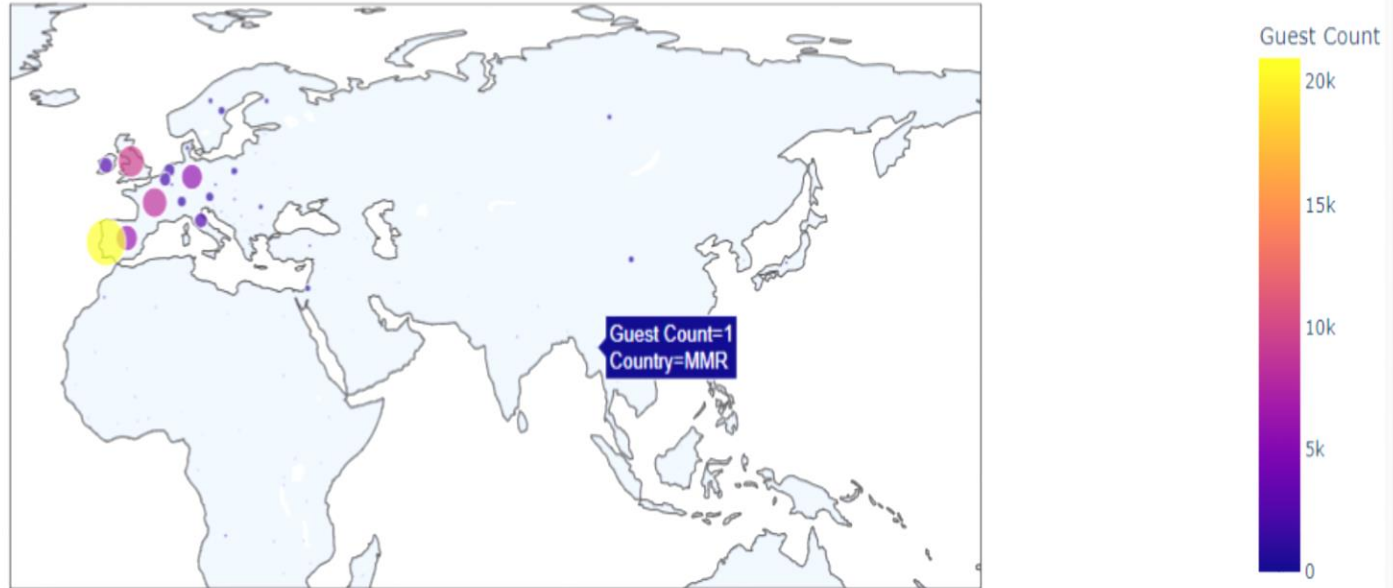 Guest Count
20k
15k
10k
5k
0
Guest Count=1
Country=MMR